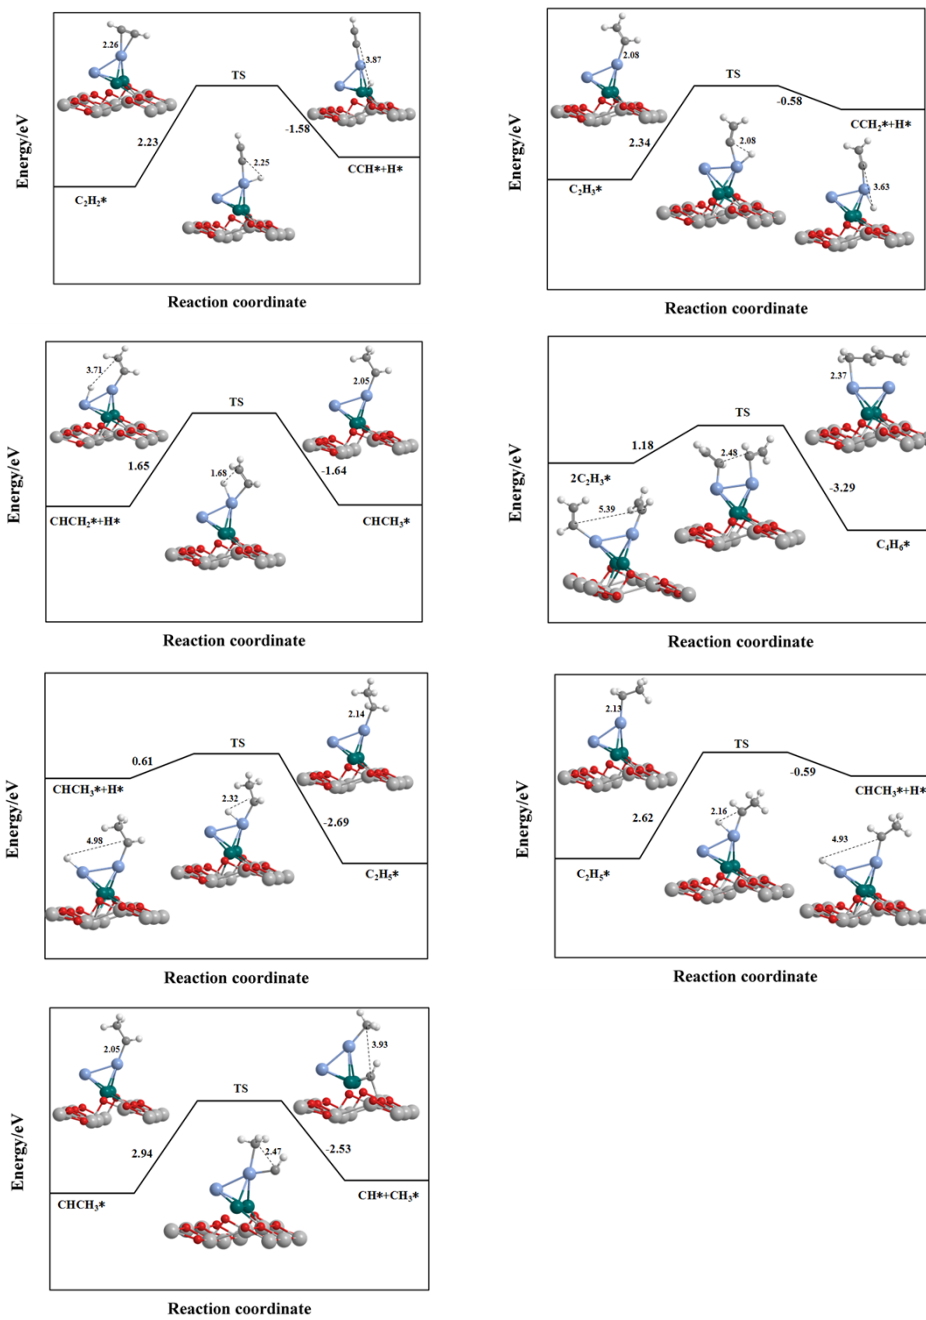 Energy/eV
2.26
TS
3.87
2.23
-1.58
CCH*+H*
2.25
C₂H₂*
Reaction coordinate
Energy/eV
2.08
TS
-0.58
CCH₂*+H*
2.34
2.08
C₂H₃*
3.63
Reaction coordinate
Energy/eV
3.71
TS
2.05
1.65
1.68
-1.64
CHCH₂*+H*
CHCH₃*
Reaction coordinate
Energy/eV
2.37
TS
1.18
2.48
2C₂H₃*
-3.29
5.39
C₄H₆*
Reaction coordinate
Energy/eV
2.14
TS
0.61
CHCH₃*+H*
2.32
-2.69
4.98
C₂H₅*
Reaction coordinate
Energy/eV
2.13
TS
-0.59
CHCH₃*+H*
2.62
2.16
4.93
C₂H₅*
Reaction coordinate
Energy/eV
2.05
3.93
TS
2.94
2.47
-2.53
CHCH₃*
CH*+CH₃*
Reaction coordinate